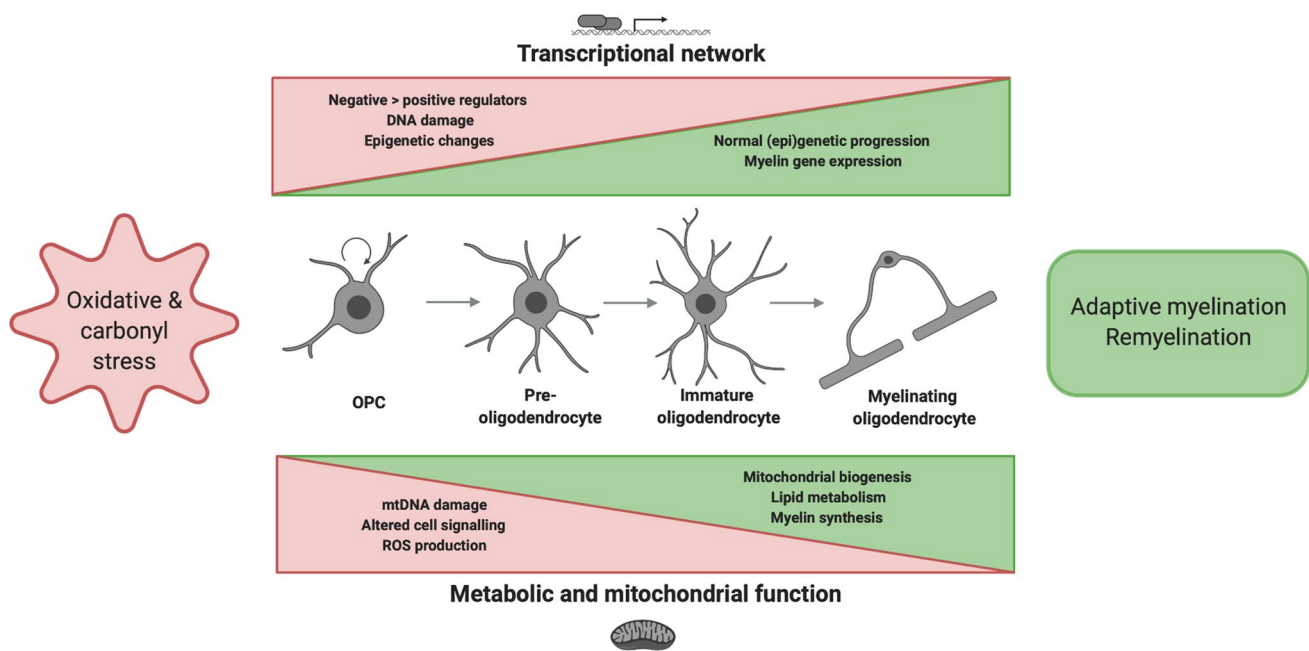 Transcriptional network
Negative > positive regulators
DNA damage
Epigenetic changes
Normal (epi)genetic progression
Myelin gene expression
Oxidative &
carbonyl
stress
OPC
Pre-
oligodendrocyte
Immature
oligodendrocyte
Myelinating
oligodendrocyte
Adaptive myelination
Remyelination
mtDNA damage
Altered cell signalling
ROS production
Mitochondrial biogenesis
Lipid metabolism
Myelin synthesis
Metabolic and mitochondrial function